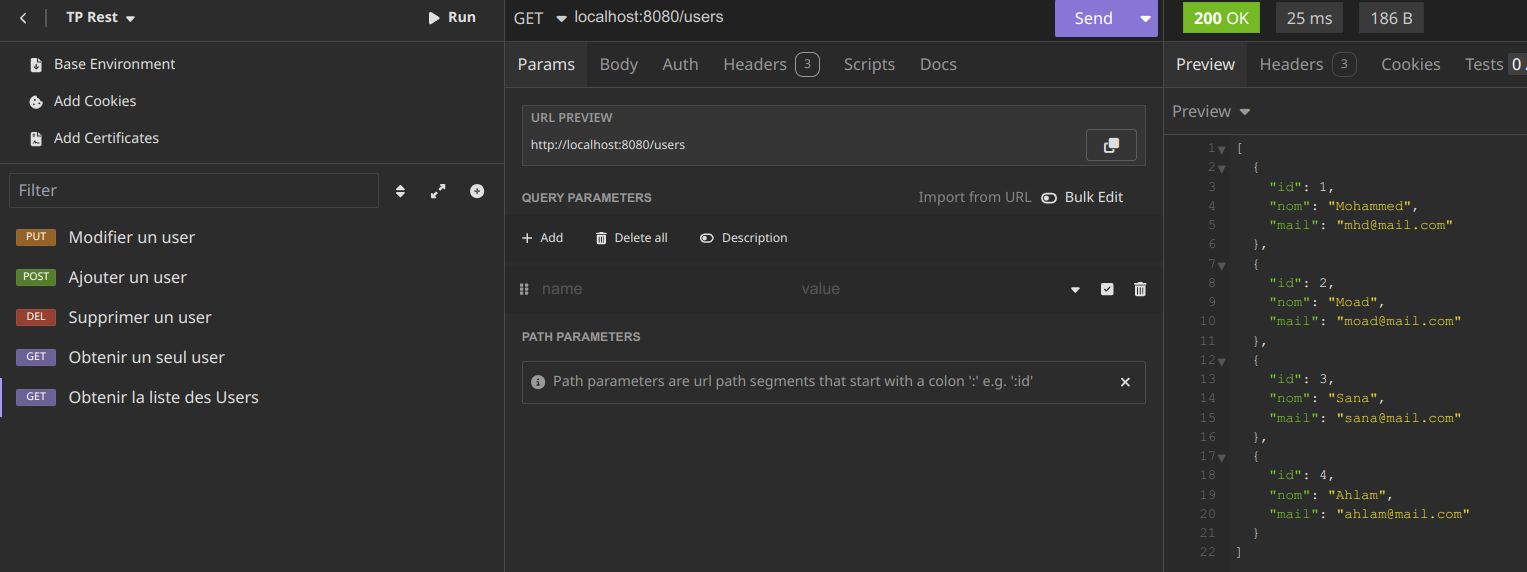 TP Rest
Run
Base Environment
Add Cookies
Add Certificates
Filter
PUT Modifier un user
POST Ajouter un user
DEL Supprimer un user
GET Obtenir un seul user
GET Obtenir la liste des Users
GET localhost:8080/users
Send
Params Body Auth Headers 3 Scripts Docs
URL PREVIEW
http://localhost:8080/users
QUERY PARAMETERS Import from URL Bulk Edit
Add Delete all Description
name value
PATH PARAMETERS
Path parameters are url path segments that start with a colon ':' e.g. ':id'
200 OK 25 ms 186 B
Preview Headers 3 Cookies Tests 0 /
Preview
1 [
2 {
3 "id": 1,
4 "nom": "Mohammed",
5 "mail": "mhd@mail.com"
6 },
7 {
8 "id": 2,
9 "nom": "Moad",
10 "mail": "moad@mail.com"
11 },
12 {
13 "id": 3,
14 "nom": "Sana",
15 "mail": "sana@mail.com"
16 },
17 {
18 "id": 4,
19 "nom": "Ahlam",
20 "mail": "ahlam@mail.com"
21 }
22 ]